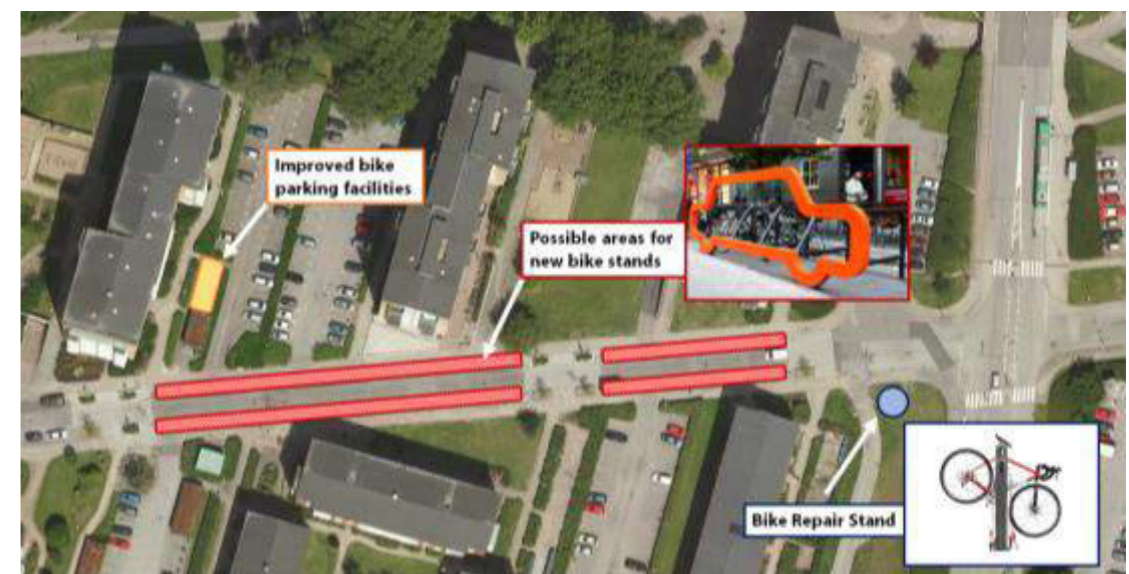 Improved bike
parking facilities
Possible areas for
new bike stands
Bike Repair Stand